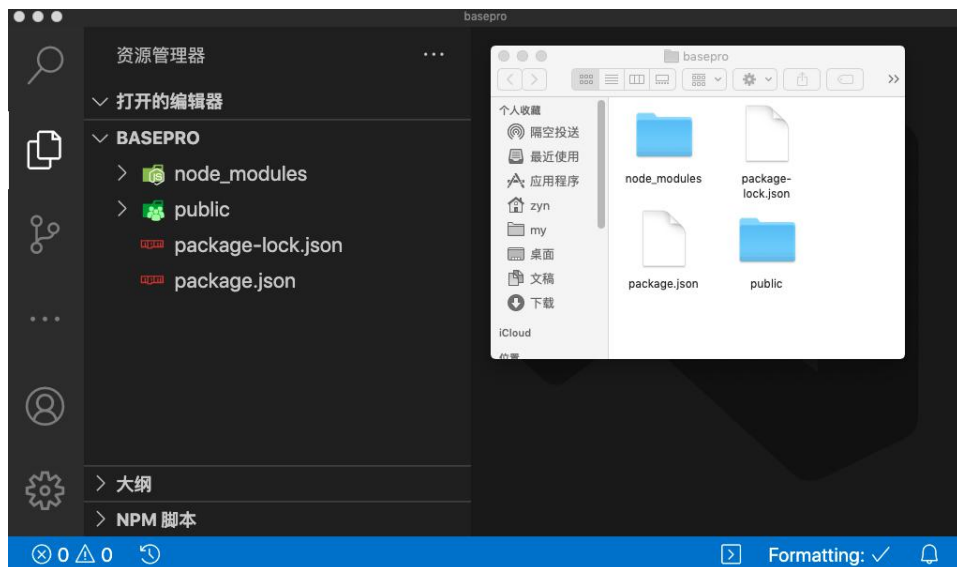 basepro
资源管理器
打开的编辑器
BASEPRO
node_modules
public
package-lock.json
package.json
大纲
NPM 脚本
0
0
Formatting:
basepro
个人收藏
隔空投送
最近使用
应用程序
zyn
my
桌面
文稿
下载
iCloud
位置
node_modules
package-
lock.json
package.json
public